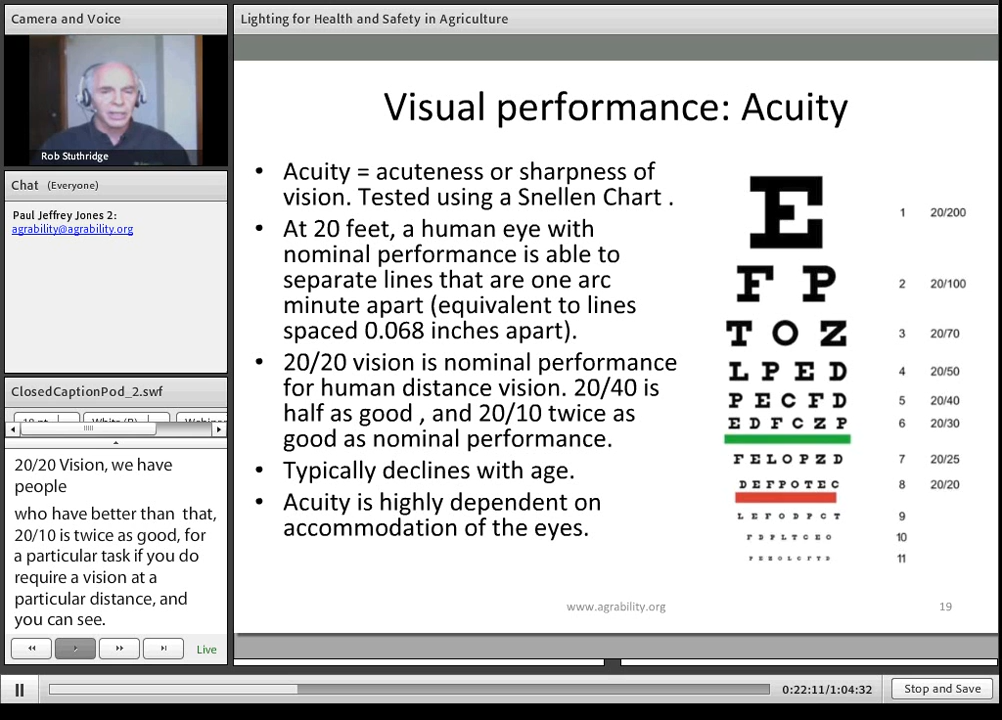 Camera and Voice
Rob Stuthridge
Chat (Everyone)
Paul Jeffrey Jones 2:
agrability@agrability.org
ClosedCaptionPod_2.swf
20/20 Vision, we have
people
who have better than that,
20/10 is twice as good, for
a particular task if you do
require a vision at a
particular distance, and
you can see.
Live
Lighting for Health and Safety in Agriculture
Visual performance: Acuity
• Acuity = acuteness or sharpness of
vision. Tested using a Snellen Chart .
• At 20 feet, a human eye with
nominal performance is able to
separate lines that are one arc
minute apart (equivalent to lines
spaced 0.068 inches apart).
• 20/20 vision is nominal performance
for human distance vision. 20/40 is
half as good , and 20/10 twice as
good as nominal performance.
• Typically declines with age.
• Acuity is highly dependent on
accommodation of the eyes.
E 1 20/200
F P 2 20/100
T O Z 3 20/70
L P E D 4 20/50
P E C F D 5 20/40
E D F C Z P 6 20/30
F E L O P Z D 7 20/25
D E F P O T E C 8 20/20
L E F O D P C T 9
F D P L T C E O 10
11
www.agrability.org
19
0:22:11/1:04:32
Stop and Save